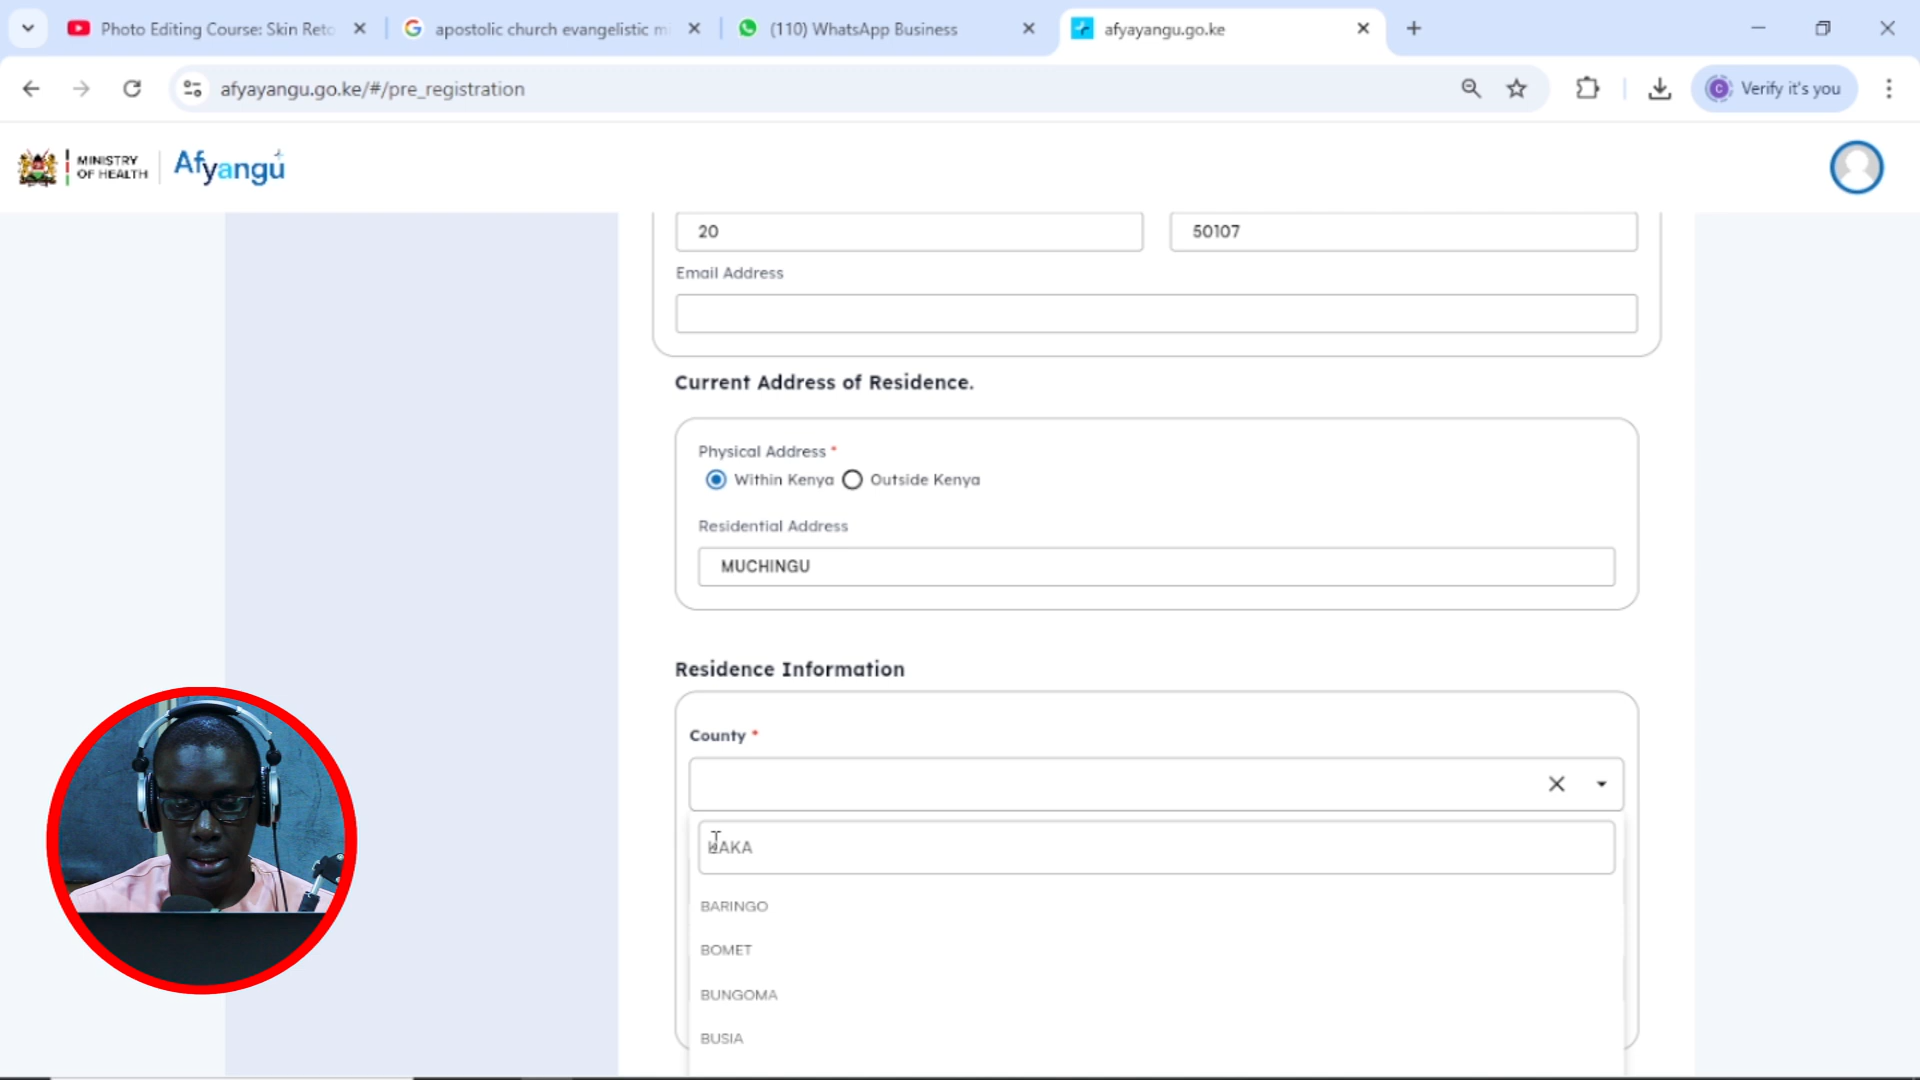 Photo Editing Course: Skin Reto
apostolic church evangelistic mi
(110) WhatsApp Business
afyayangu.go.ke
afyayangu.go.ke/#/pre_registration
Verify it's you
MINISTRY
OF HEALTH
Afyangu
20
50107
Email Address
Current Address of Residence.
Physical Address *
Within Kenya
Outside Kenya
Residential Address
MUCHINGU
Residence Information
County *
BARINGO
BOMET
BUNGOMA
BUSIA